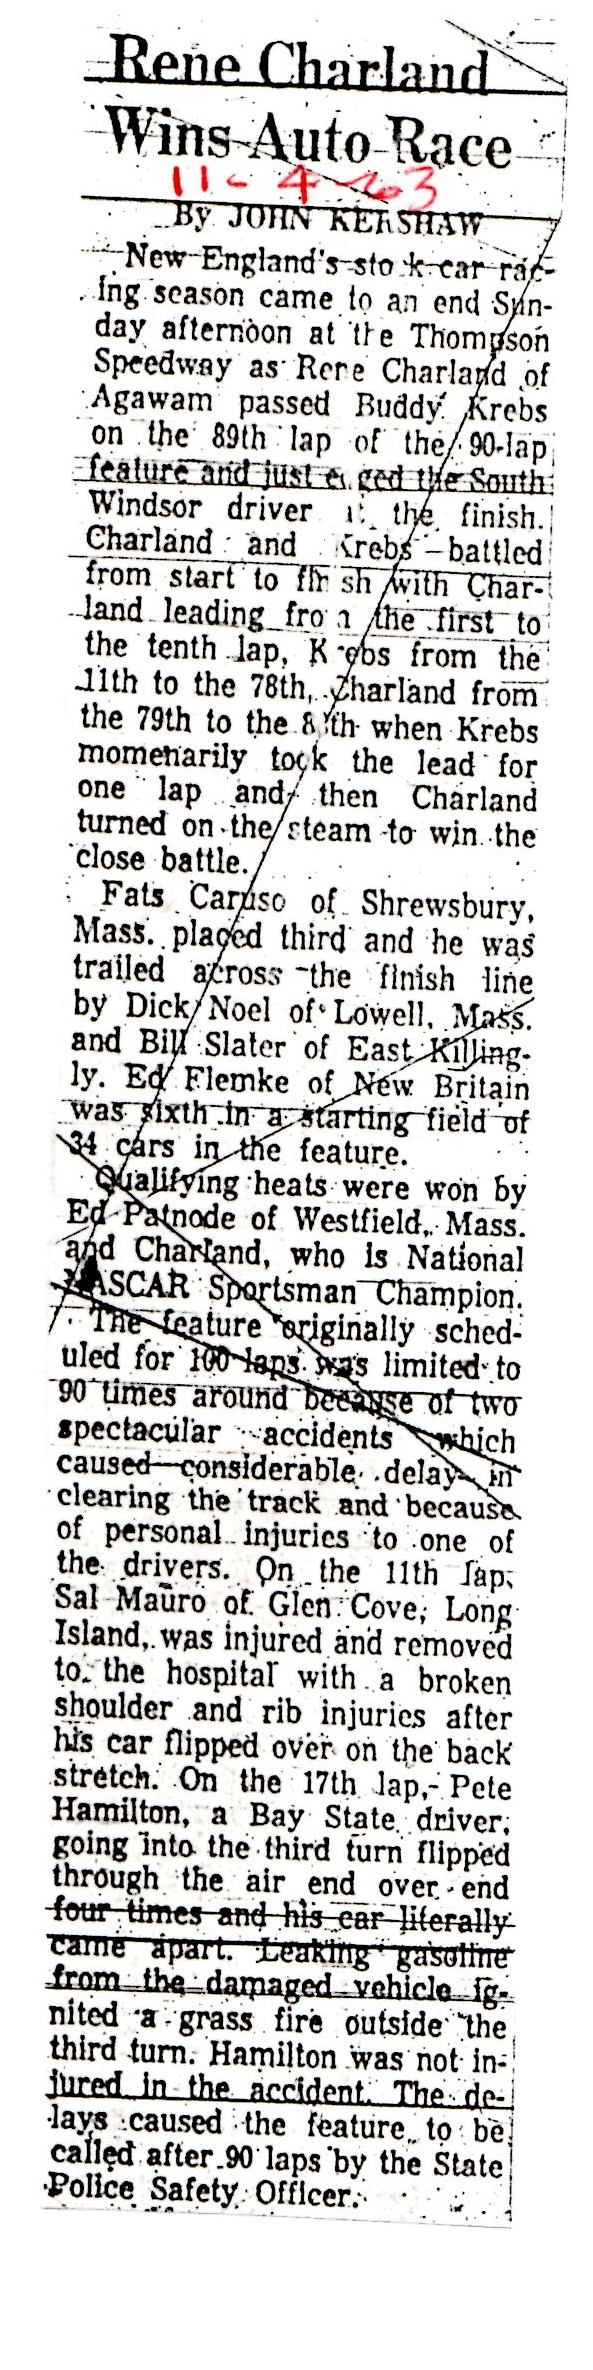 Rene Charland
Wins Auto Race
11-4-63
By JOHN KERSHAW
New England's stock car rac-
ing season came to an end Sun-
day afternoon at the Thompson
Speedway as Rene Charland of
Agawam passed Buddy Krebs
on the 89th lap of the 90-lap
feature and just edged the South
Windsor driver at the finish.
Charland and Krebs battled
from start to finish with Char-
land leading from the first to
the tenth lap, Krebs from the
11th to the 78th, Charland from
the 79th to the when Krebs
momenarily took the lead for
one lap and then Charland
turned on the steam to win the
close battle.
Fats Caruso of Shrewsbury,
Mass. placed third and he was
trailed across the finish line
by Dick Noel of Lowell, Mass.
and Bill Slater of East Killing-
ly. Ed Flemke of New Britain
was sixth in a starting field of
34 cars in the feature.
Qualifying heats were won by
Ed Patnode of Westfield, Mass.
and Charland, who is National
NASCAR Sportsman Champion.
The feature originally sched-
uled for 100 laps was limited to
90 times around because of two
spectacular accidents which
caused considerable delay in
clearing the track and because
of personal injuries to one of
the drivers. On the 11th lap,
Sal Mauro of Glen Cove, Long
Island, was injured and removed
to the hospital with a broken
shoulder and rib injuries after
his car flipped over on the back
stretch. On the 17th lap, Pete
Hamilton, a Bay State driver,
going into the third turn flipped
through the air end over end
four times and his car literally
came apart. Leaking gasoline
from the damaged vehicle ig-
nited a grass fire outside the
third turn. Hamilton was not in-
jured in the accident. The de-
lays caused the feature to be
called after 90 laps by the State
Police Safety Officer.